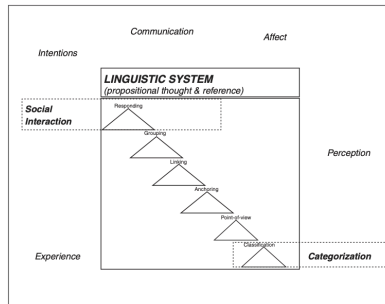 Communication
Affect
Intentions
LINGUISTIC SYSTEM
(propositional thought & reference)
Social
Interaction
Responding
Grouping
Linking
Anchoring
Perception
Point-of-view
Classification
Experience
Categorization